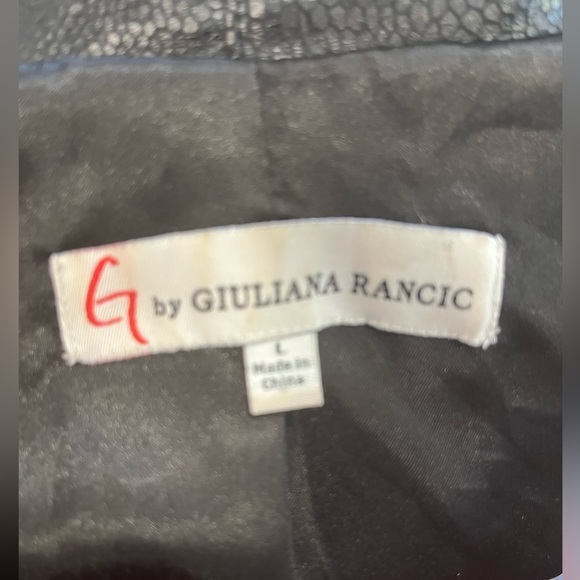 G by GIULIANA RANCIC
L
Made in
China